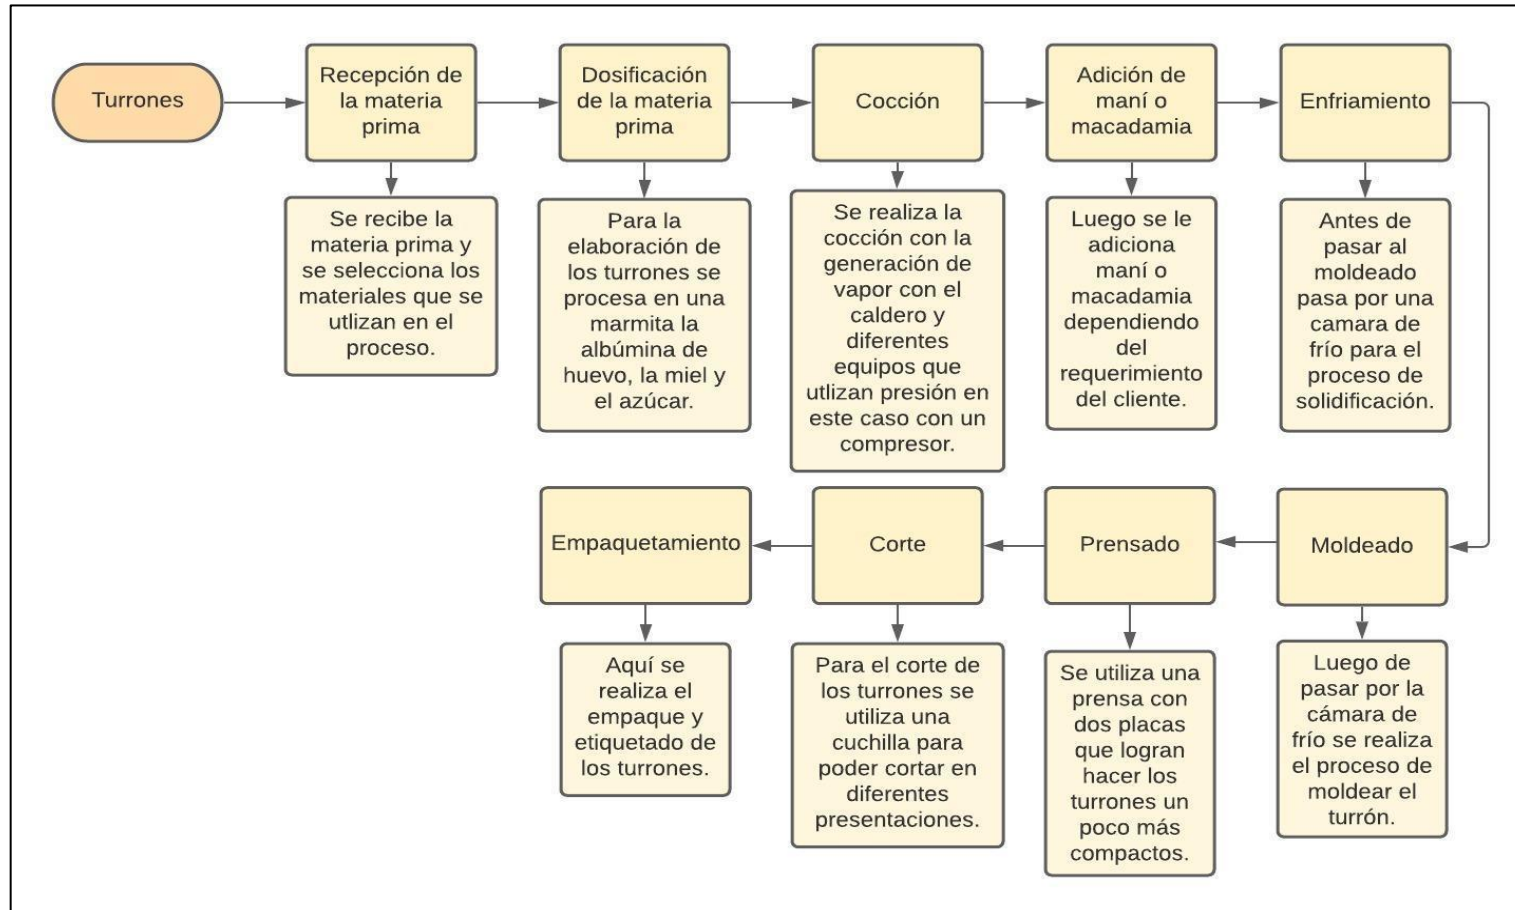 Turrones
Recepción de
la materia
prima
Dosificación
de la materia
prima
Cocción
Adición de
maní o
macadamia
Enfriamiento
Se recibe la
materia prima y
se selecciona los
materiales que se
utlizan en el
proceso.
Para la
elaboración de
los turrones se
procesa en una
marmita la
albúmina de
huevo, la miel y
el azúcar.
Se realiza la
cocción con la
generación de
vapor con el
caldero y
diferentes
equipos que
utlizan presión en
este caso con un
compresor.
Luego se le
adiciona
maní o
macadamia
dependiendo
del
requerimiento
del cliente.
Antes de
pasar al
moldeado
pasa por una
camara de
frío para el
proceso de
solidificación.
Empaquetamiento
Corte
Prensado
Moldeado
Aquí se
realiza el
empaque y
etiquetado de
los turrones.
Para el corte de
los turrones se
utiliza una
cuchilla para
poder cortar en
diferentes
presentaciones.
Se utiliza una
prensa con
dos placas
que logran
hacer los
turrones un
poco más
compactos.
Luego de
pasar por la
cámara de
frío se realiza
el proceso de
moldear el
turrón.